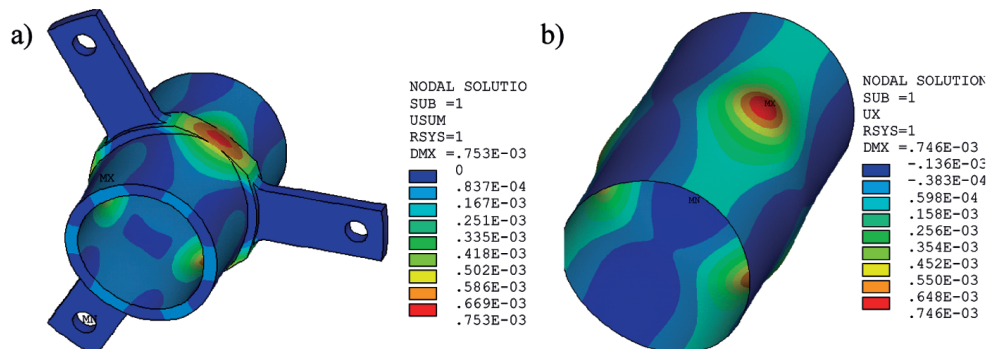 a)
NODAL SOLUTIO
SUB =1
USUM
RSYS=1
DMX =.753E-03
0
.837E-04
.167E-03
.251E-03
.335E-03
.418E-03
.502E-03
.586E-03
.669E-03
.753E-03
MX
MN
b)
NODAL SOLUTION
SUB =1
UX
RSYS=1
DMX =.746E-03
-.136E-03
-.383E-04
.598E-04
.158E-03
.256E-03
.354E-03
.452E-03
.550E-03
.648E-03
.746E-03
MX
MN